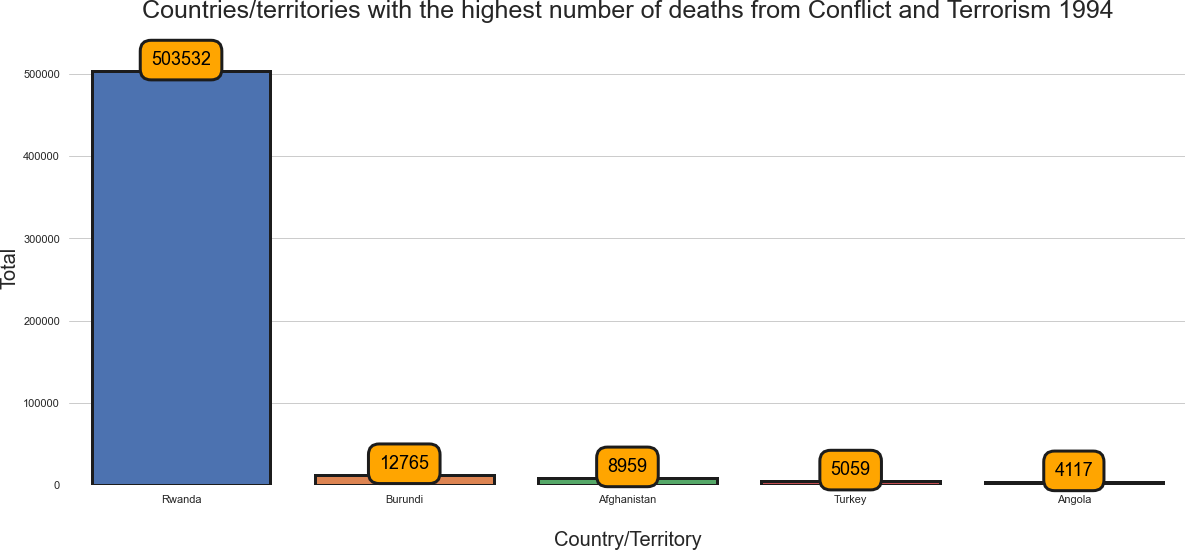 Countries/territories with the highest number of deaths from Conflict and Terrorism 1994
503532
500000
400000
300000
Total
200000
100000
12765
8959
5059
4117
0
Rwanda
Burundi
Afghanistan
Turkey
Angola
Country/Territory